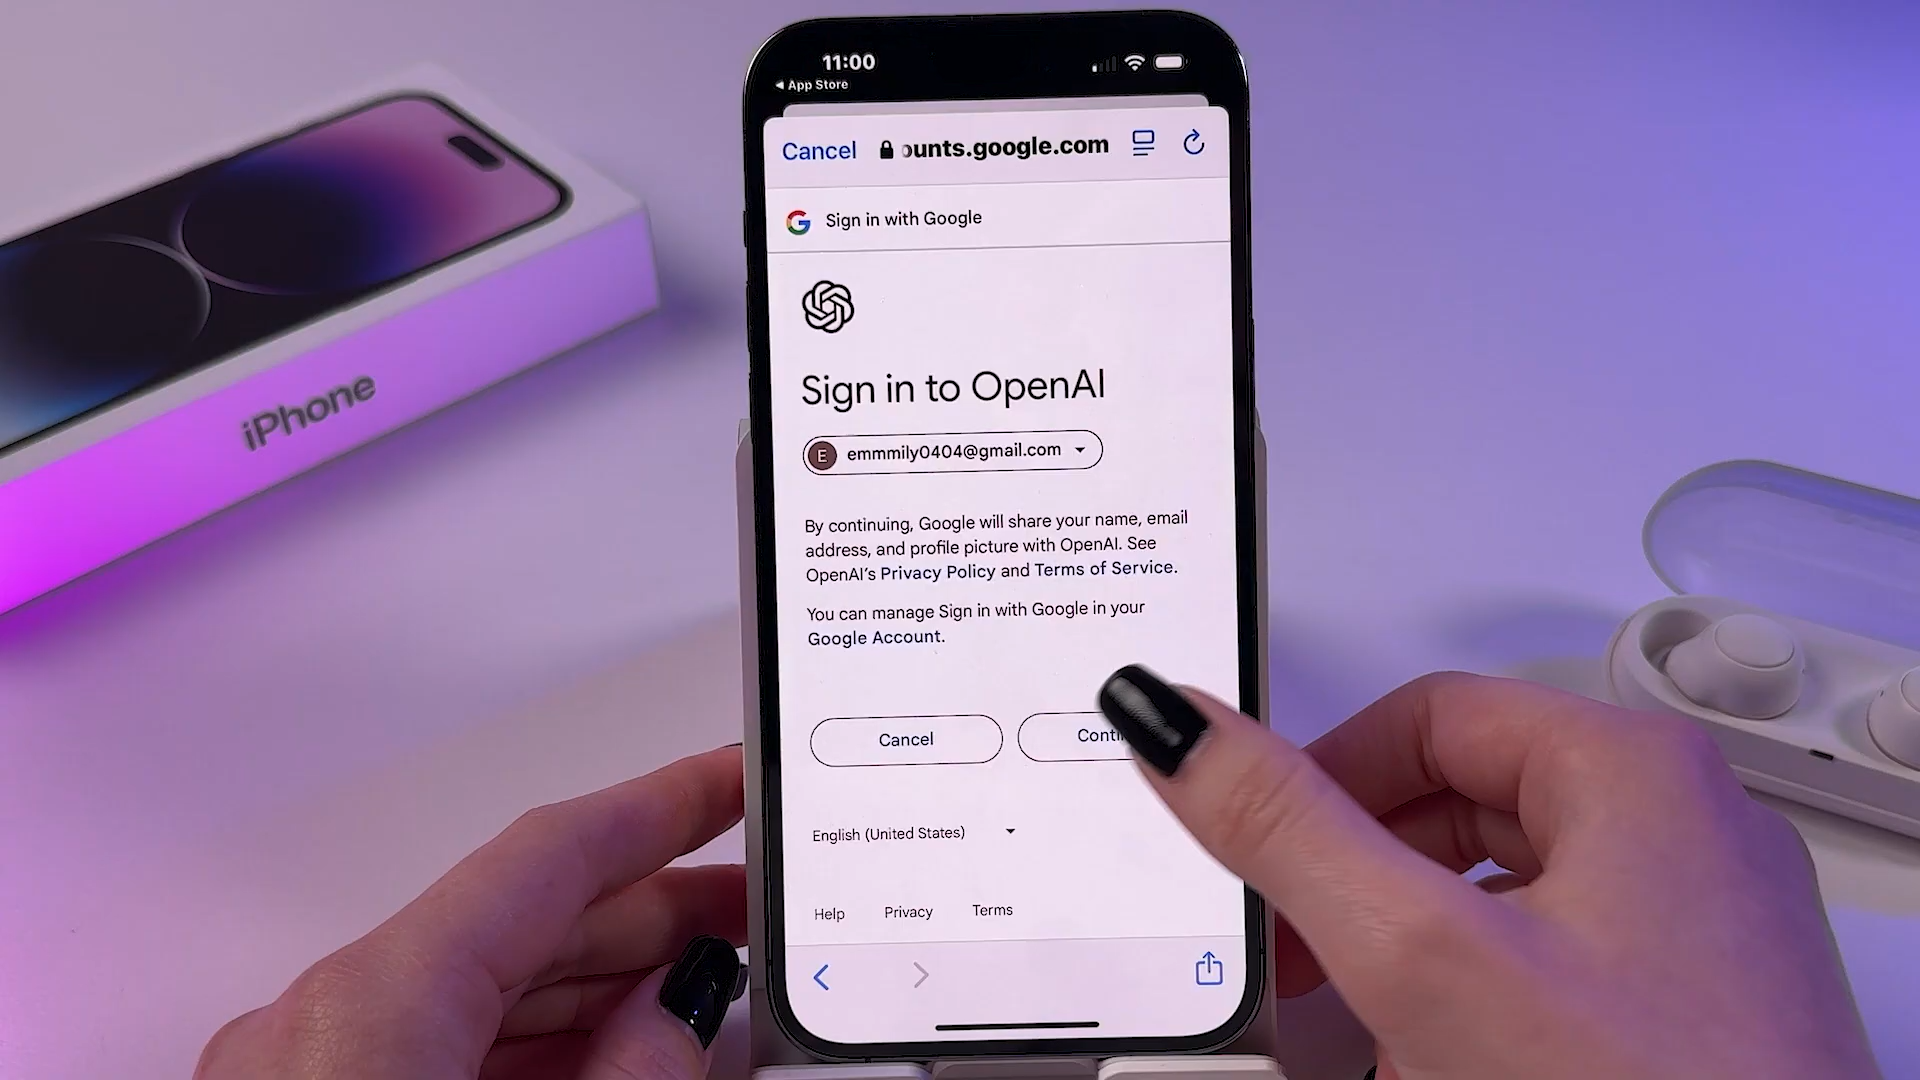 11:00
App Store
Cancel
ounts.google.com
Sign in with Google
Sign in to OpenAI
E emmmily0404@gmail.com
By continuing, Google will share your name, email
address, and profile picture with OpenAI. See
OpenAI's Privacy Policy and Terms of Service.
You can manage Sign in with Google in your
Google Account.
Cancel
Conti
English (United States)
Help Privacy Terms
iPhone